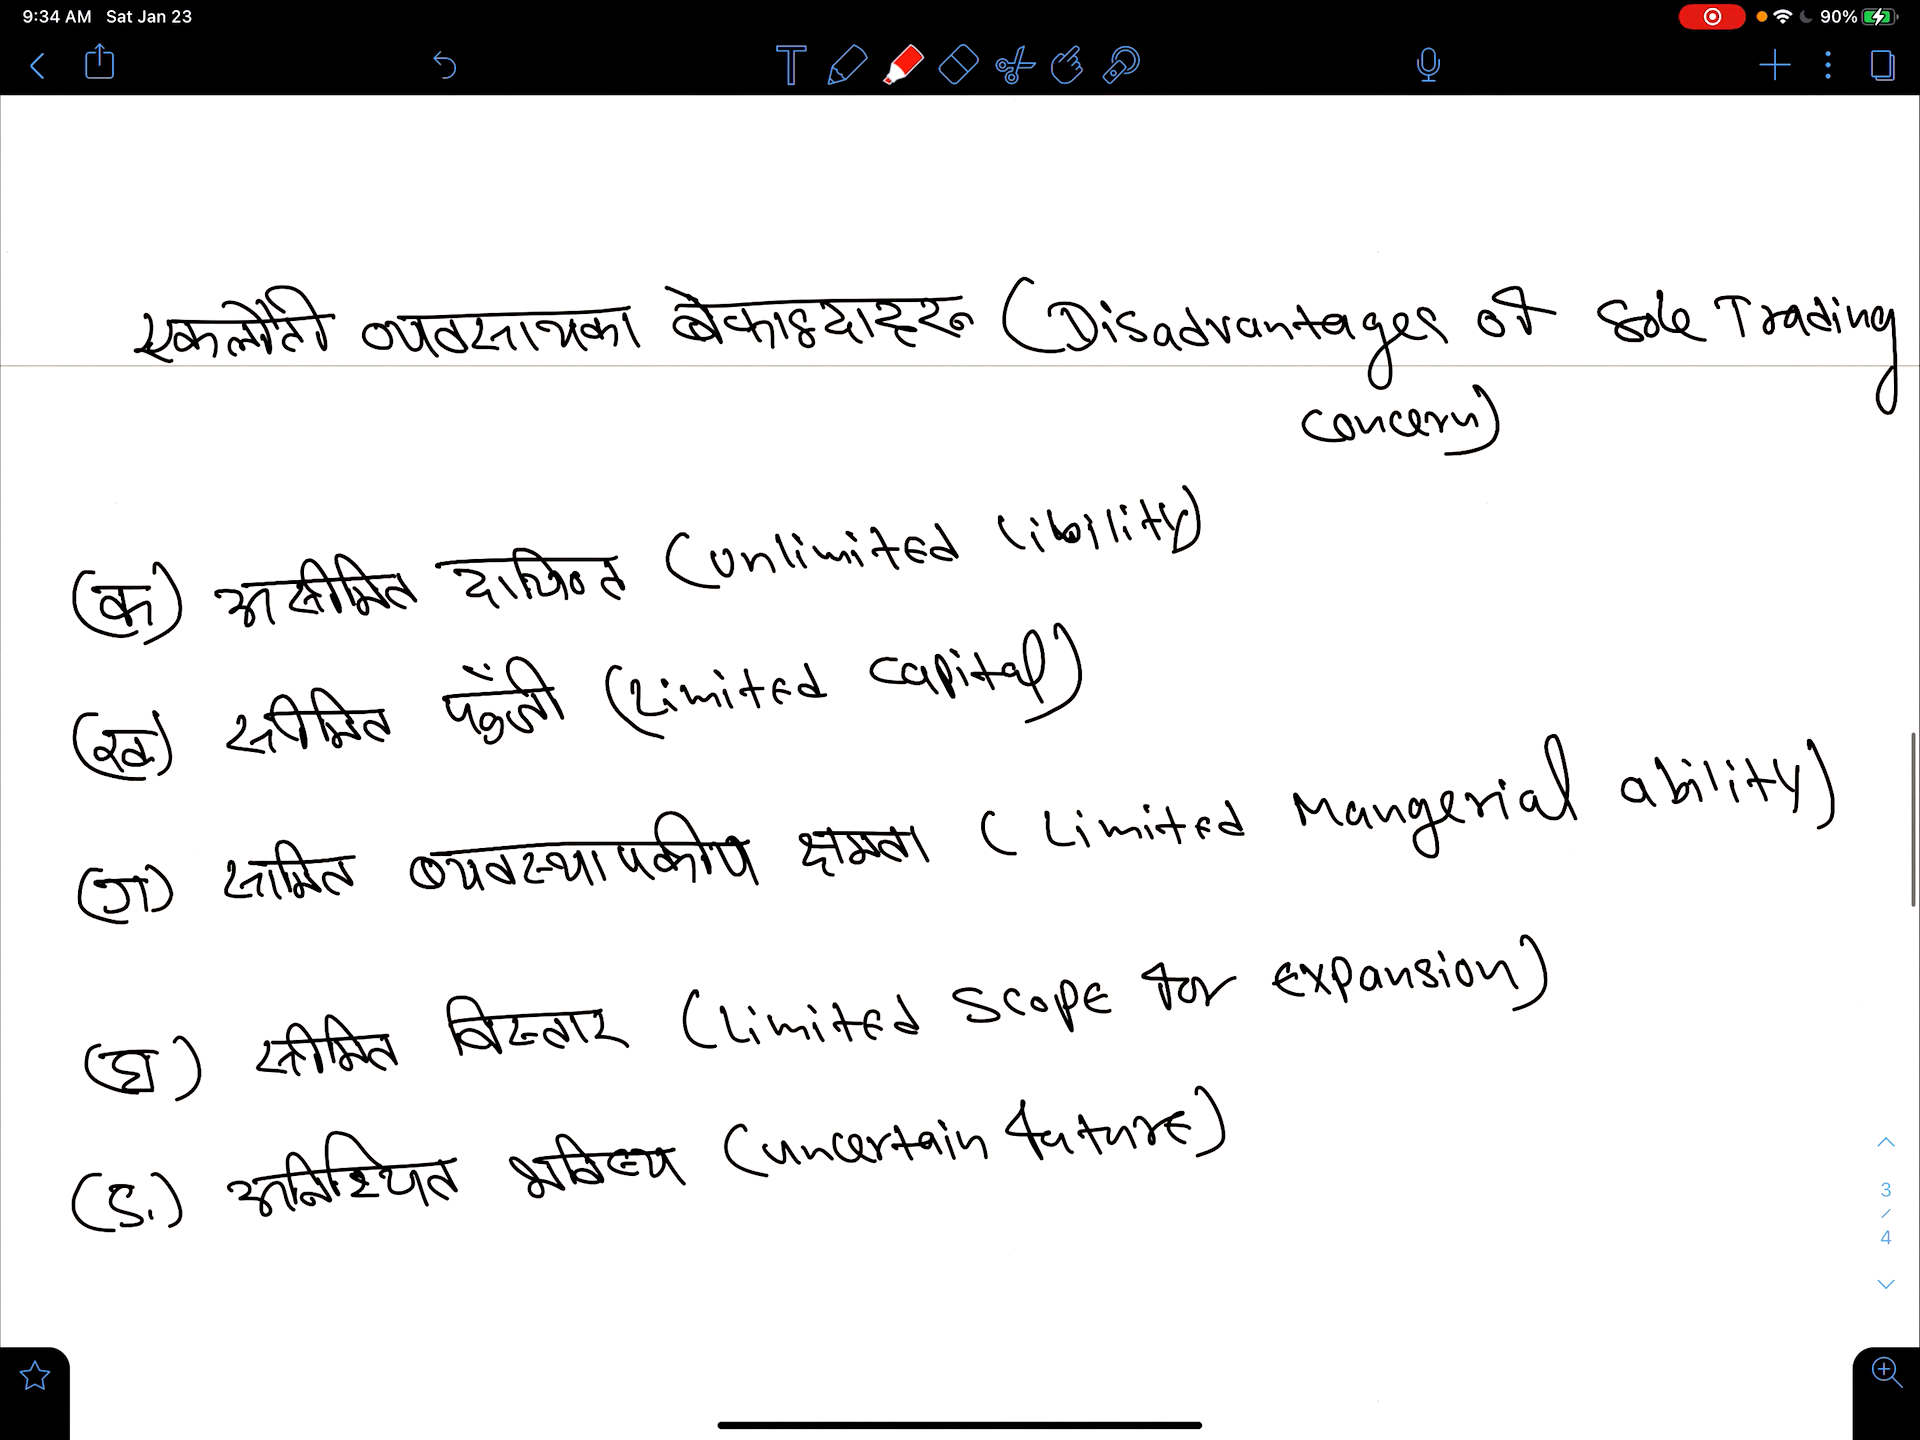 9:34 AM Sat Jan 23
90%
एकलौटी व्यवसायका बेफाइदाहरू (Disadvantages of Sole Trading
concern)
(क) असीमित दायित्व (unlimited libility)
(ख) सीमित पूँजी (Limited capital)
(ग) सीमित व्यवस्थापकीय क्षमता (Limited Mangerial ability)
(घ) सीमित विस्तार (Limited scope for expansion)
(ङ) अनिश्चित भविष्य (uncertain future)
3
/
4